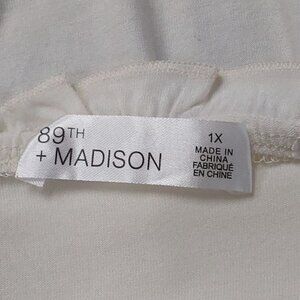 89TH
+ MADISON
1X
MADE IN
CHINA
FABRIQUÉ
EN CHINE